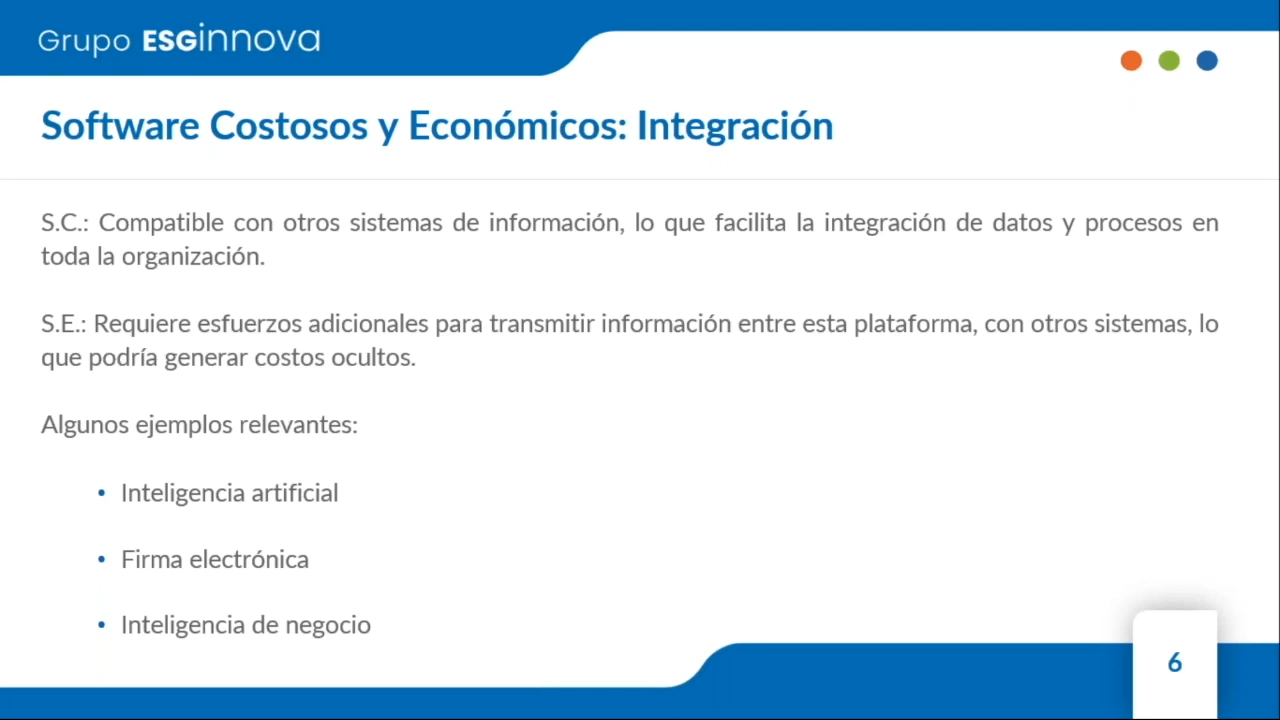 Grupo ESGinnova
Software Costosos y Económicos: Integración
S.C.: Compatible con otros sistemas de información, lo que facilita la integración de datos y procesos en
toda la organización.
S.E.: Requiere esfuerzos adicionales para transmitir información entre esta plataforma, con otros sistemas, lo
que podría generar costos ocultos.
Algunos ejemplos relevantes:
• Inteligencia artificial
• Firma electrónica
• Inteligencia de negocio
6